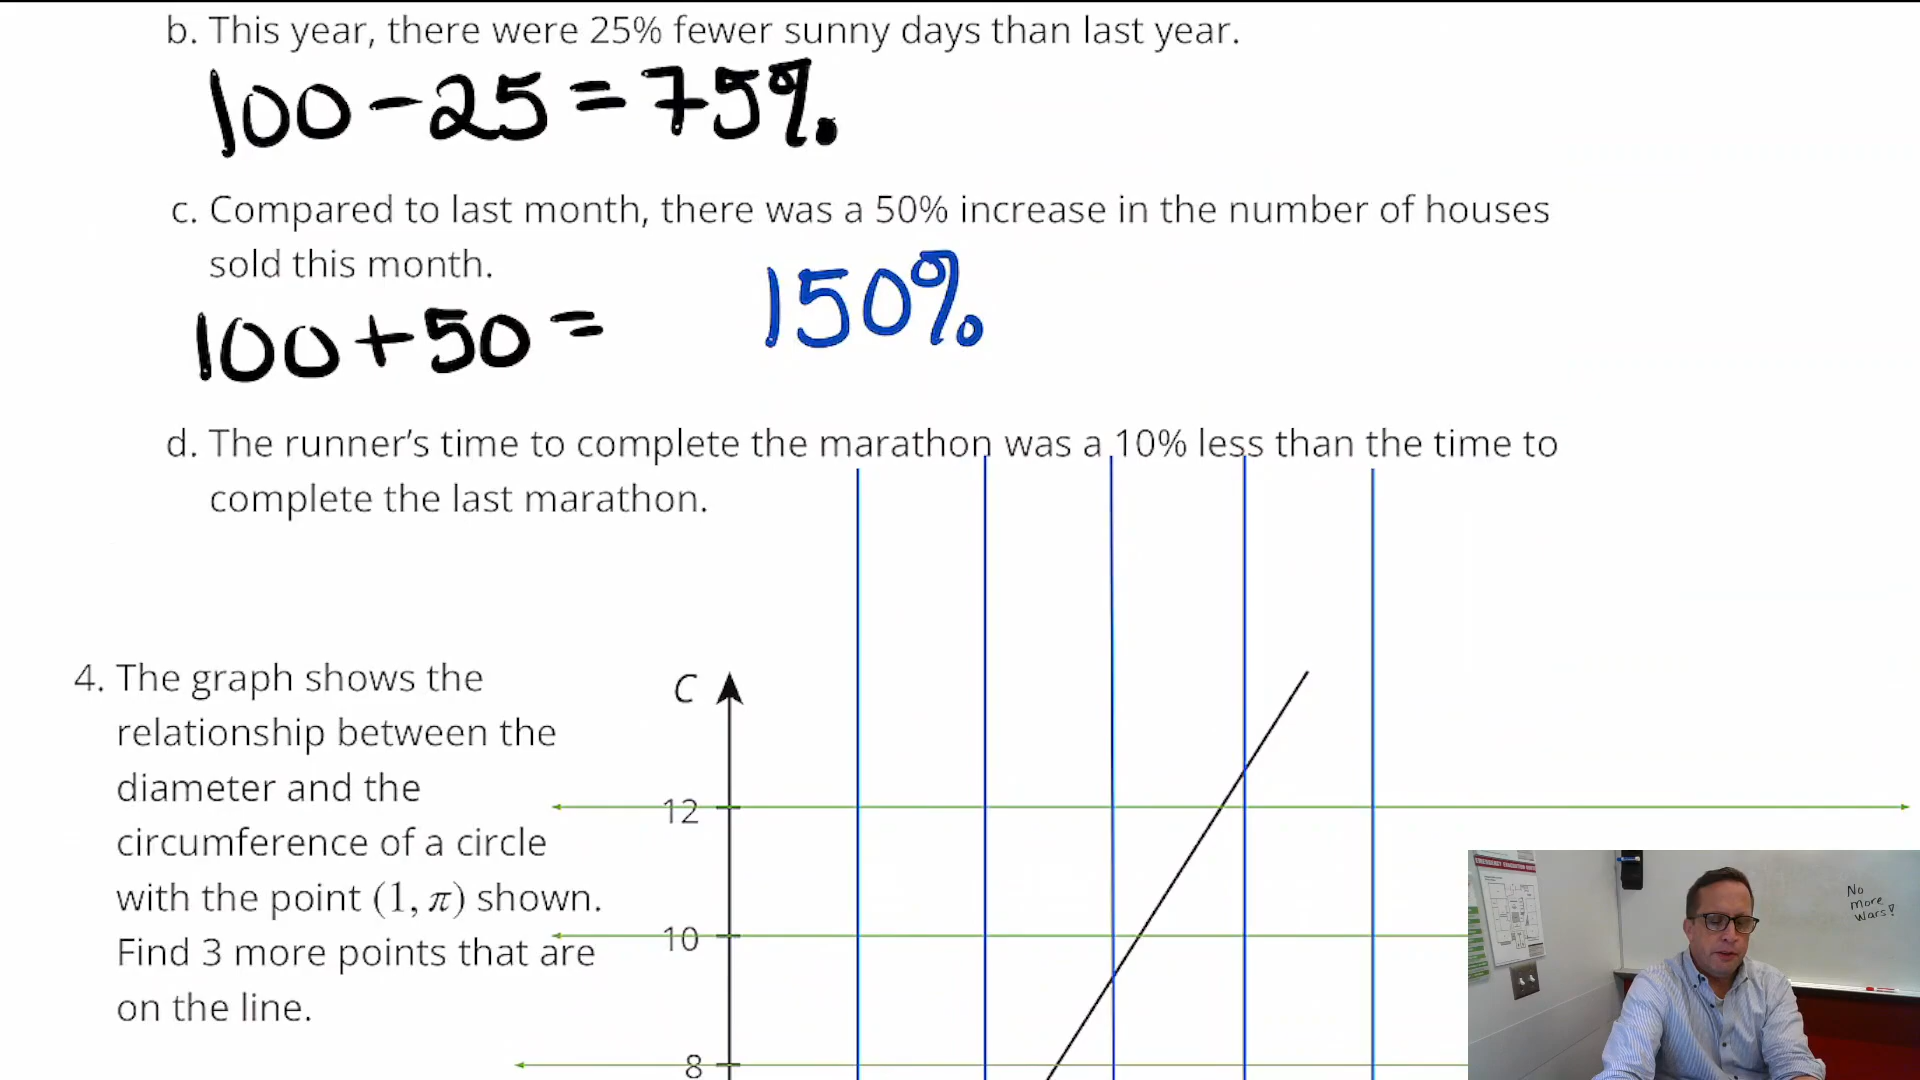 b. This year, there were 25% fewer sunny days than last year.
100-25=75%
c. Compared to last month, there was a 50% increase in the number of houses
sold this month.
150%
100+50=
d. The runner’s time to complete the marathon was a 10% less than the time to
complete the last marathon.
4. The graph shows the
relationship between the
diameter and the
circumference of a circle
with the point (1, π) shown.
Find 3 more points that are
on the line.
C
12
10
8
EMERGENCY EVACUATION
No
More
Wars!